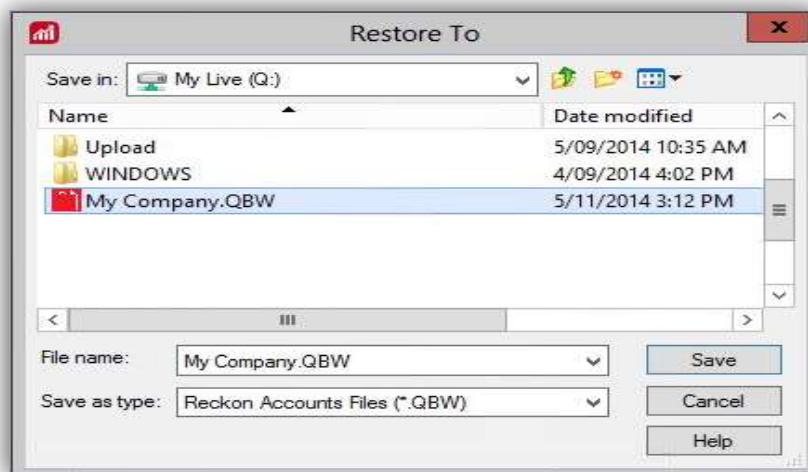 Restore To
x
Save in: My Live (Q:)
Name Date modified
Upload 5/09/2014 10:35 AM
WINDOWS 4/09/2014 4:02 PM
My Company.QBW 5/11/2014 3:12 PM
File name: My Company.QBW Save
Save as type: Reckon Accounts Files (*.QBW) Cancel
Help